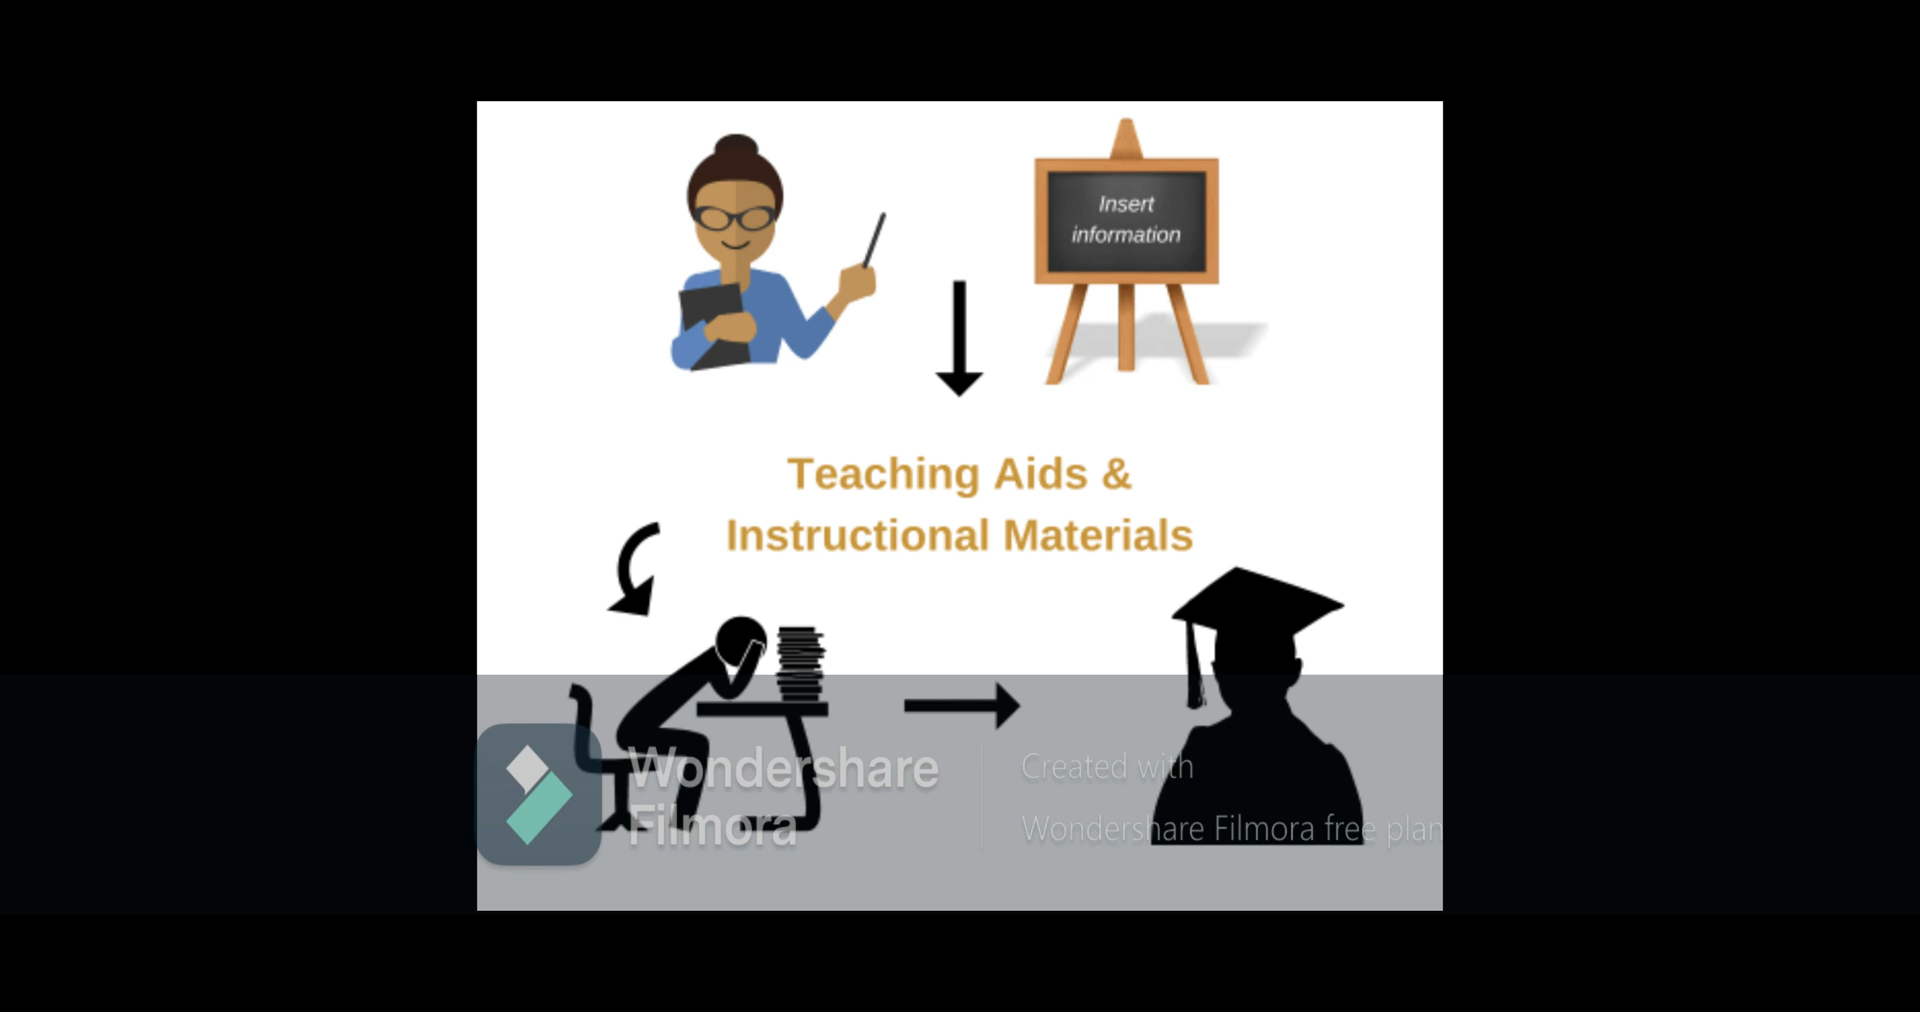 Insert
information
Teaching Aids &
Instructional Materials
Wondershare
Filmora
Created with
Wondershare Filmora free plan